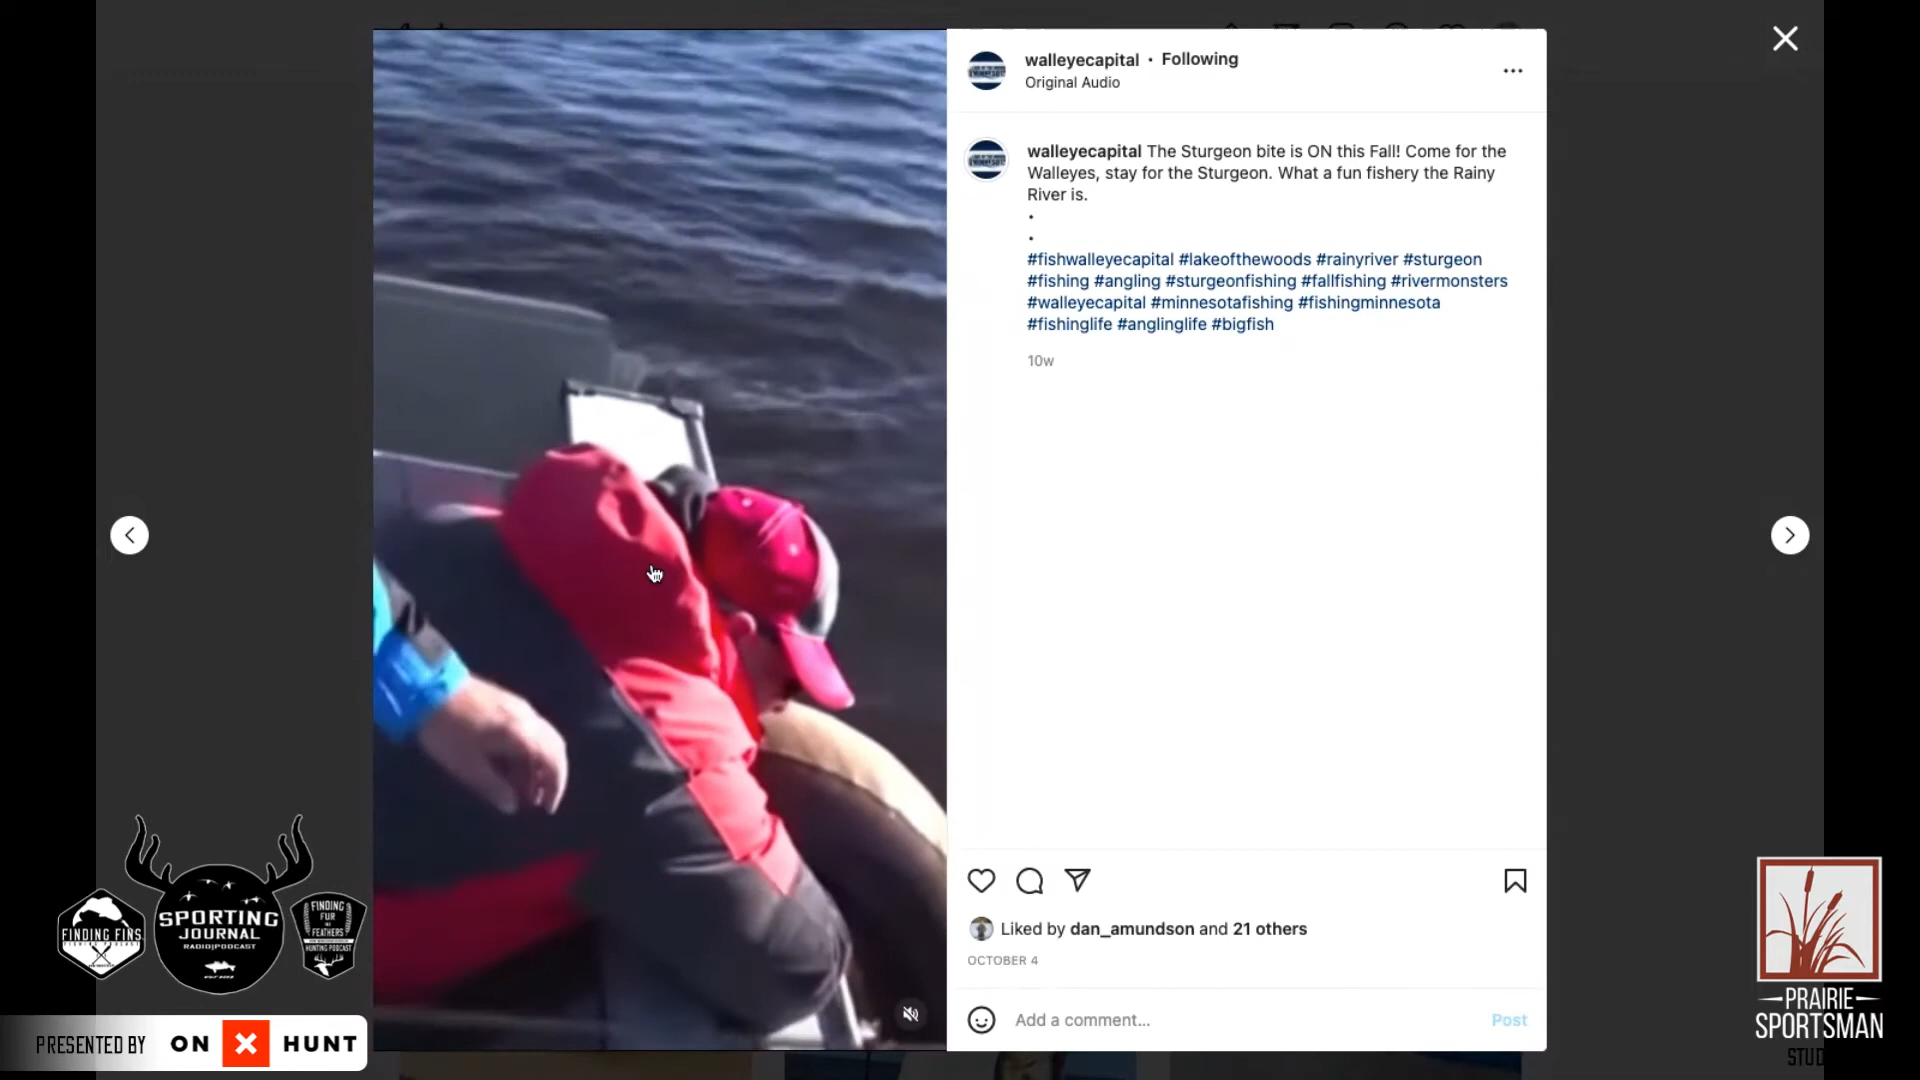 walleyecapital • Following
Original Audio
walleyecapital The Sturgeon bite is ON this Fall! Come for the
Walleyes, stay for the Sturgeon. What a fun fishery the Rainy
River is.
•
•
#fishwalleyecapital #lakeofthewoods #rainyriver #sturgeon
#fishing #angling #sturgeonfishing #fallfishing #rivermonsters
#walleyecapital #minnesotafishing #fishingminnesota
#fishinglife #anglinglife #bigfish
10w
Liked by dan_amundson and 21 others
OCTOBER 4
Add a comment...
Post
FINDING FINS
SPORTING
JOURNAL
RADIO|PODCAST
FINDING
FUR
FEATHERS
HUNTING PODCAST
PRESENTED BY ON X HUNT
PRAIRIE
SPORTSMAN
STUD